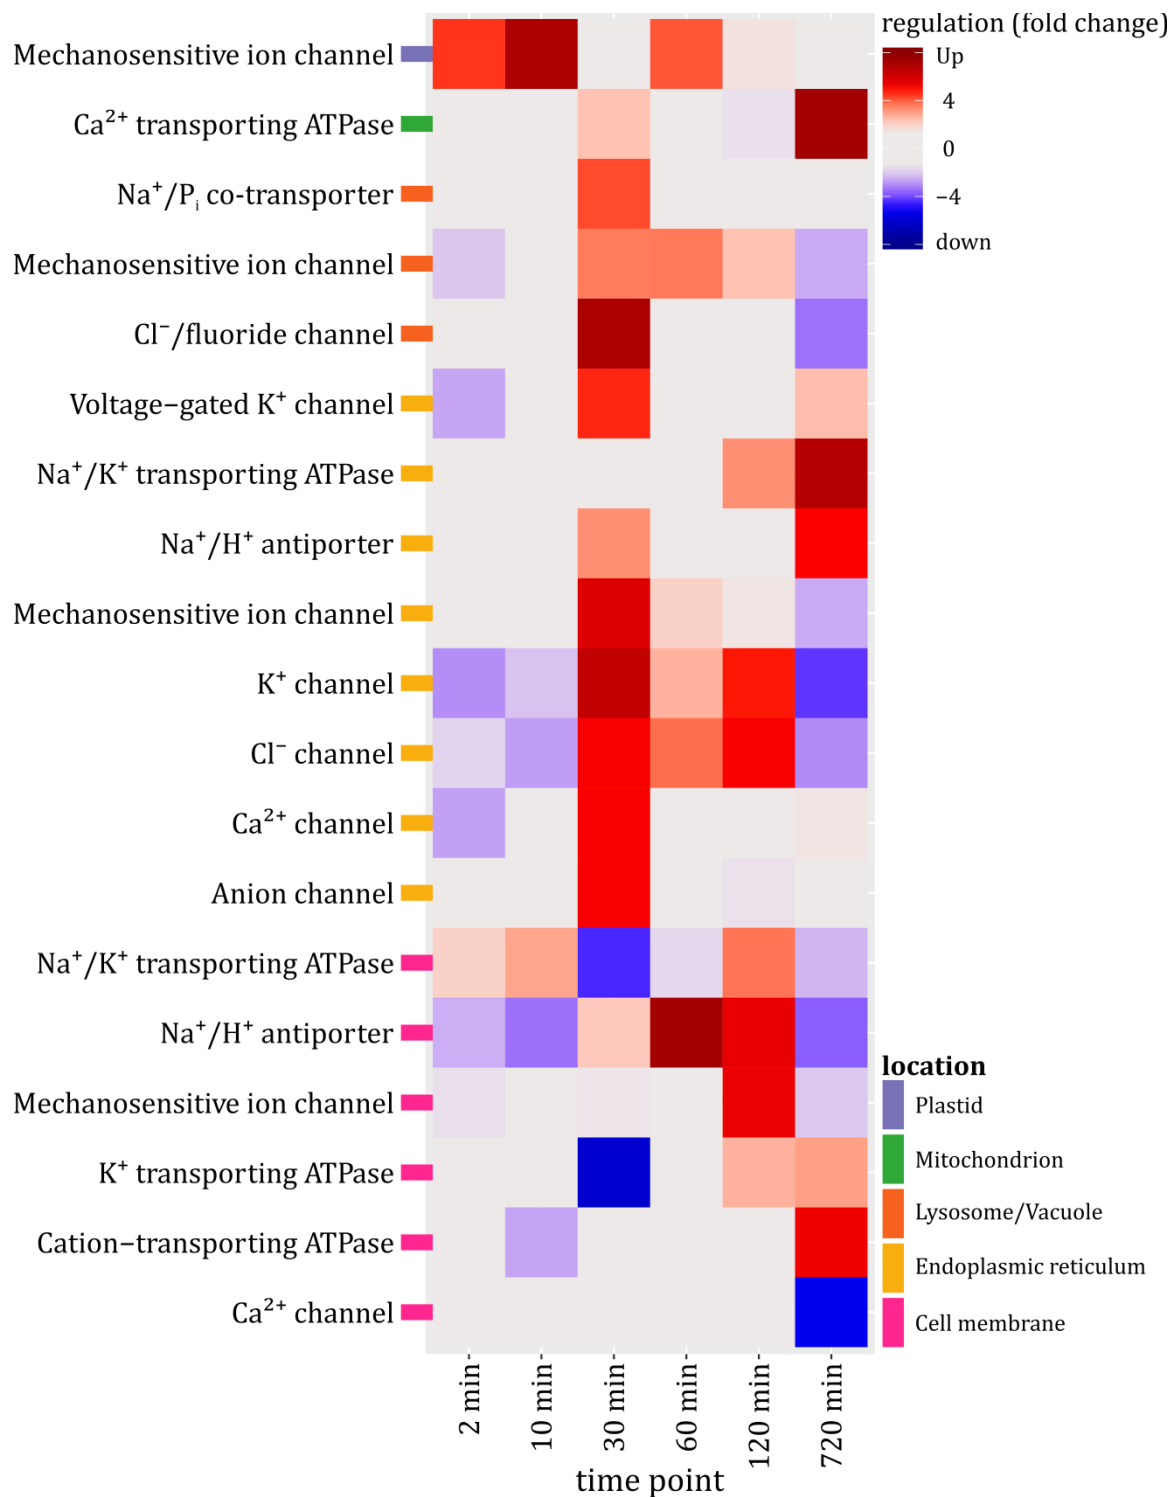 regulation (fold change)
Up
4
0
−4
down
Mechanosensitive ion channel
Ca²⁺ transporting ATPase
Na⁺/Pᵢ co-transporter
Mechanosensitive ion channel
Cl⁻/fluoride channel
Voltage−gated K⁺ channel
Na⁺/K⁺ transporting ATPase
Na⁺/H⁺ antiporter
Mechanosensitive ion channel
K⁺ channel
Cl⁻ channel
Ca²⁺ channel
Anion channel
Na⁺/K⁺ transporting ATPase
Na⁺/H⁺ antiporter
Mechanosensitive ion channel
K⁺ transporting ATPase
Cation−transporting ATPase
Ca²⁺ channel
location
Plastid
Mitochondrion
Lysosome/Vacuole
Endoplasmic reticulum
Cell membrane
2 min
10 min
30 min
60 min
120 min
720 min
time point